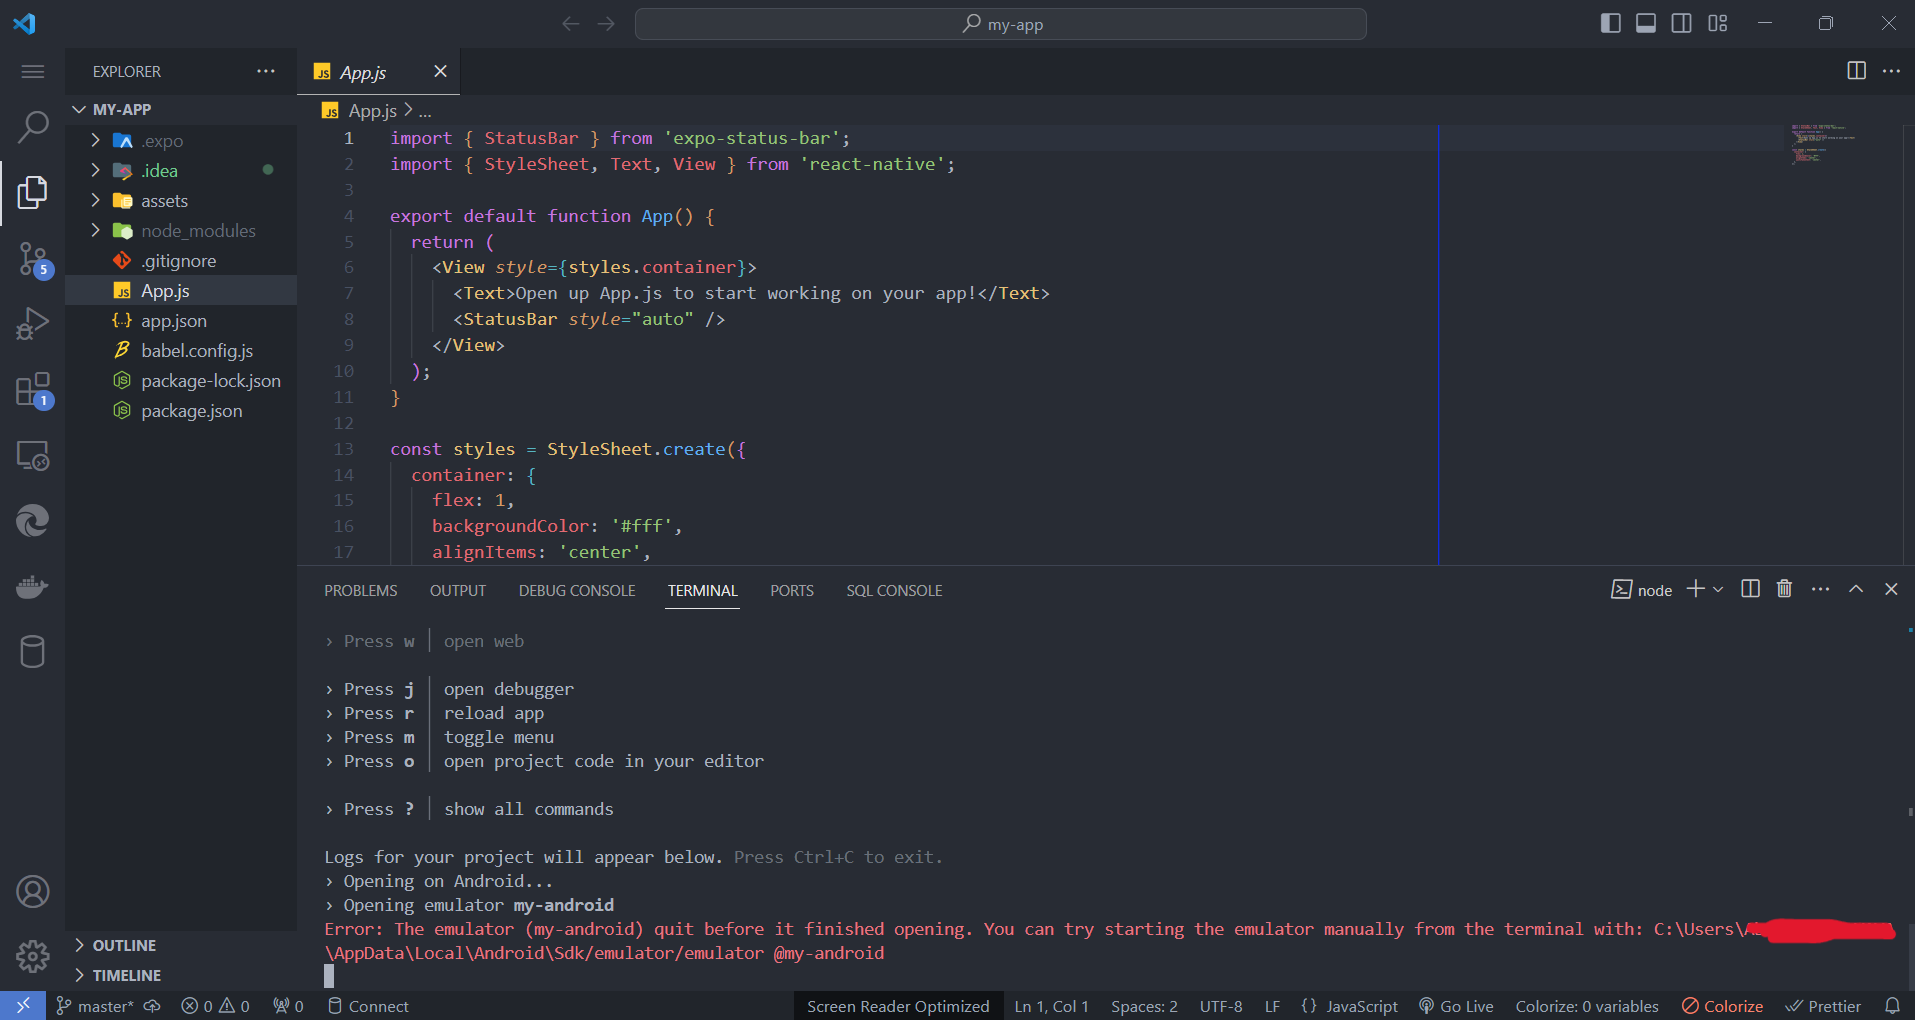 my-app
EXPLORER
App.js
MY-APP
.expo
.idea
assets
node_modules
.gitignore
App.js
app.json
babel.config.js
package-lock.json
package.json
5
1
OUTLINE
TIMELINE
App.js > ...
1 import { StatusBar } from 'expo-status-bar';
2 import { StyleSheet, Text, View } from 'react-native';
3
4 export default function App() {
5 return (
6 <View style={styles.container}>
7 <Text>Open up App.js to start working on your app!</Text>
8 <StatusBar style="auto" />
9 </View>
10 );
11 }
12
13 const styles = StyleSheet.create({
14 container: {
15 flex: 1,
16 backgroundColor: '#fff',
17 alignItems: 'center',
PROBLEMS OUTPUT DEBUG CONSOLE TERMINAL PORTS SQL CONSOLE
node
› Press w │ open web
› Press j │ open debugger
› Press r │ reload app
› Press m │ toggle menu
› Press o │ open project code in your editor
› Press ? │ show all commands
Logs for your project will appear below. Press Ctrl+C to exit.
› Opening on Android...
› Opening emulator my-android
Error: The emulator (my-android) quit before it finished opening. You can try starting the emulator manually from the terminal with: C:\Users\
\AppData\Local\Android\Sdk/emulator/emulator @my-android
master* 0 0 0 Connect Screen Reader Optimized Ln 1, Col 1 Spaces: 2 UTF-8 LF {} JavaScript Go Live Colorize: 0 variables Colorize Prettier